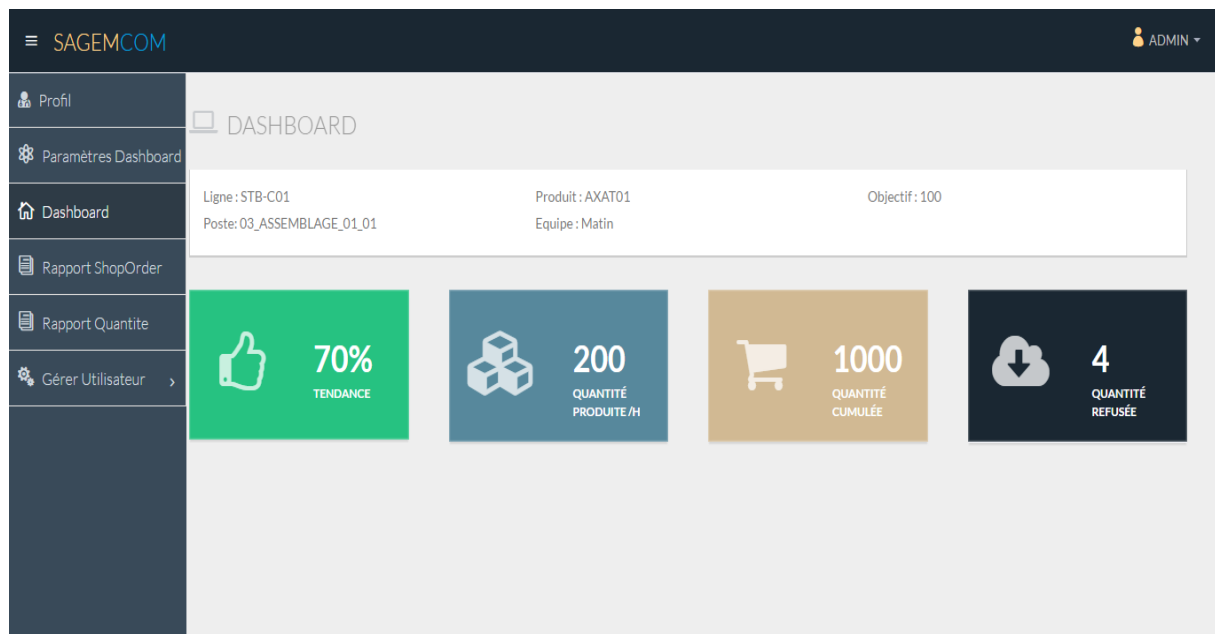 SAGEMCOM
ADMIN
Profil
Paramètres Dashboard
Dashboard
Rapport ShopOrder
Rapport Quantite
Gérer Utilisateur
DASHBOARD
Ligne : STB-C01
Produit : AXAT01
Objectif : 100
Poste: 03_ASSEMBLAGE_01_01
Equipe : Matin
70%
TENDANCE
200
QUANTITÉ
PRODUITE /H
1000
QUANTITÉ
CUMULÉE
4
QUANTITÉ
REFUSÉE